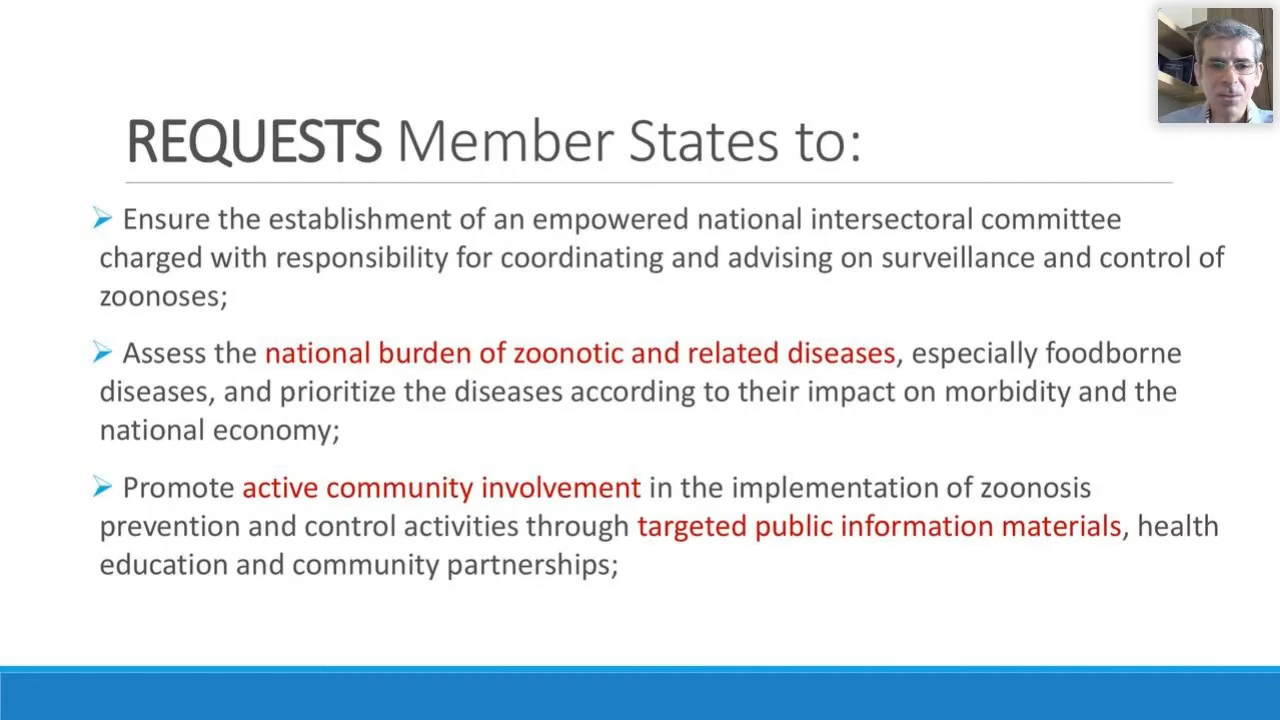 REQUESTS Member States to:
Ensure the establishment of an empowered national intersectoral committee
charged with responsibility for coordinating and advising on surveillance and control of
zoonoses;
Assess the national burden of zoonotic and related diseases, especially foodborne
diseases, and prioritize the diseases according to their impact on morbidity and the
national economy;
Promote active community involvement in the implementation of zoonosis
prevention and control activities through targeted public information materials, health
education and community partnerships;